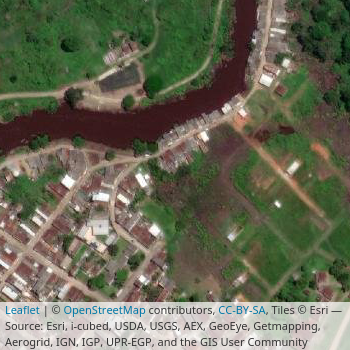 Leaflet | © OpenStreetMap contributors, CC-BY-SA, Tiles © Esri —
Source: Esri, i-cubed, USDA, USGS, AEX, GeoEye, Getmapping,
Aerogrid, IGN, IGP, UPR-EGP, and the GIS User Community